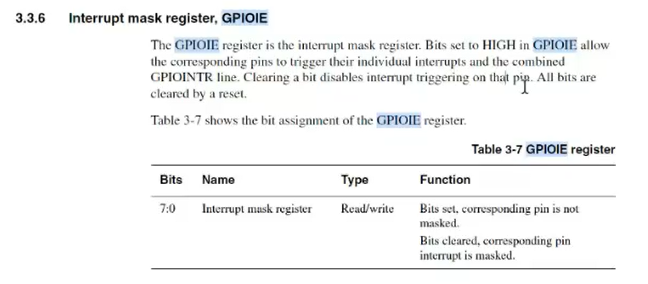 3.3.6 Interrupt mask register, GPIOIE
The GPIOIE register is the interrupt mask register. Bits set to HIGH in GPIOIE allow
the corresponding pins to trigger their individual interrupts and the combined
GPIOINTR line. Clearing a bit disables interrupt triggering on that pin. All bits are
cleared by a reset.
Table 3-7 shows the bit assignment of the GPIOIE register.
Table 3-7 GPIOIE register
Bits Name Type Function
7:0 Interrupt mask register Read/write Bits set, corresponding pin is not
masked.
Bits cleared, corresponding pin
interrupt is masked.